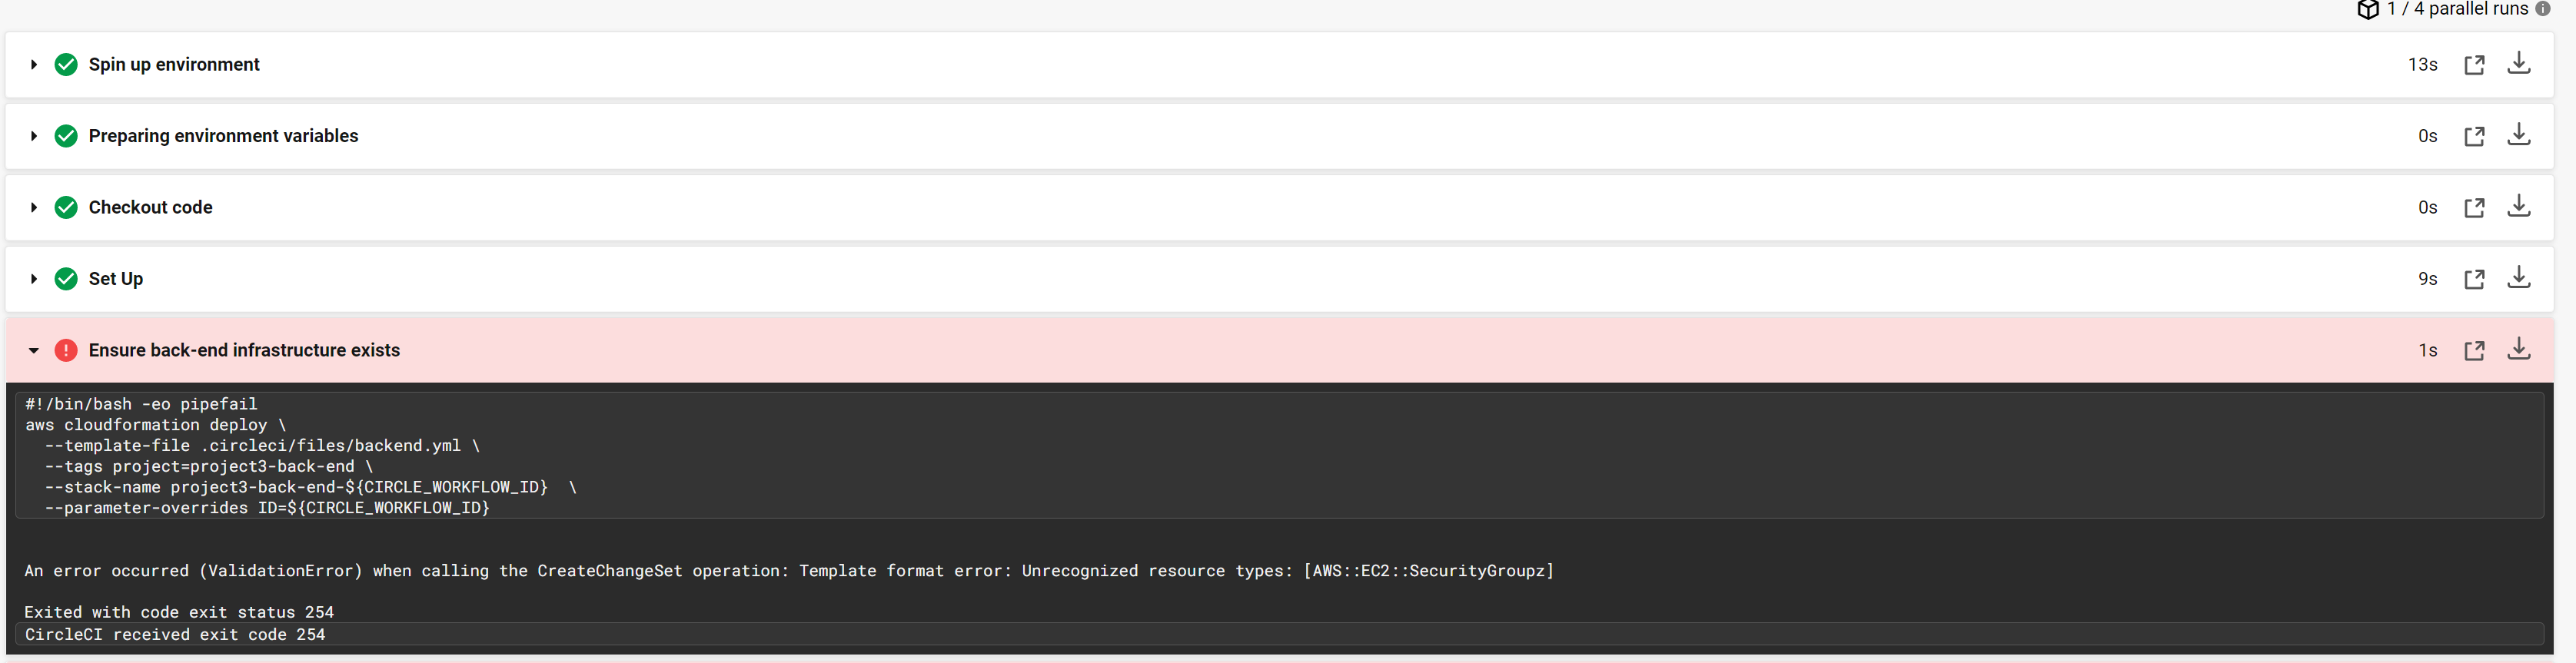 1 / 4 parallel runs
Spin up environment 13s
Preparing environment variables 0s
Checkout code 0s
Set Up 9s
Ensure back-end infrastructure exists 1s
#!/bin/bash -eo pipefail
aws cloudformation deploy \
  --template-file .circleci/files/backend.yml \
  --tags project=project3-back-end \
  --stack-name project3-back-end-${CIRCLE_WORKFLOW_ID}  \
  --parameter-overrides ID=${CIRCLE_WORKFLOW_ID}
An error occurred (ValidationError) when calling the CreateChangeSet operation: Template format error: Unrecognized resource types: [AWS::EC2::SecurityGroupz]
Exited with code exit status 254
CircleCI received exit code 254